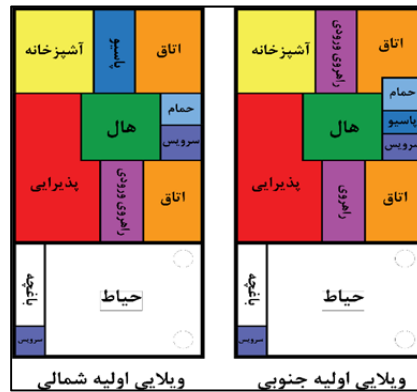 اتاق
پاسیو
آشپزخانه
حمام
هال
سرویس
اتاق
راهروی ورودی
پذیرایی
حیاط
باغچه
سرویس
ویلایی اولیه شمالی
اتاق
راهروی ورودی
آشپزخانه
حمام
پاسیو
هال
سرویس
اتاق
راهروی
پذیرایی
حیاط
باغچه
سرویس
ویلایی اولیه جنوبی